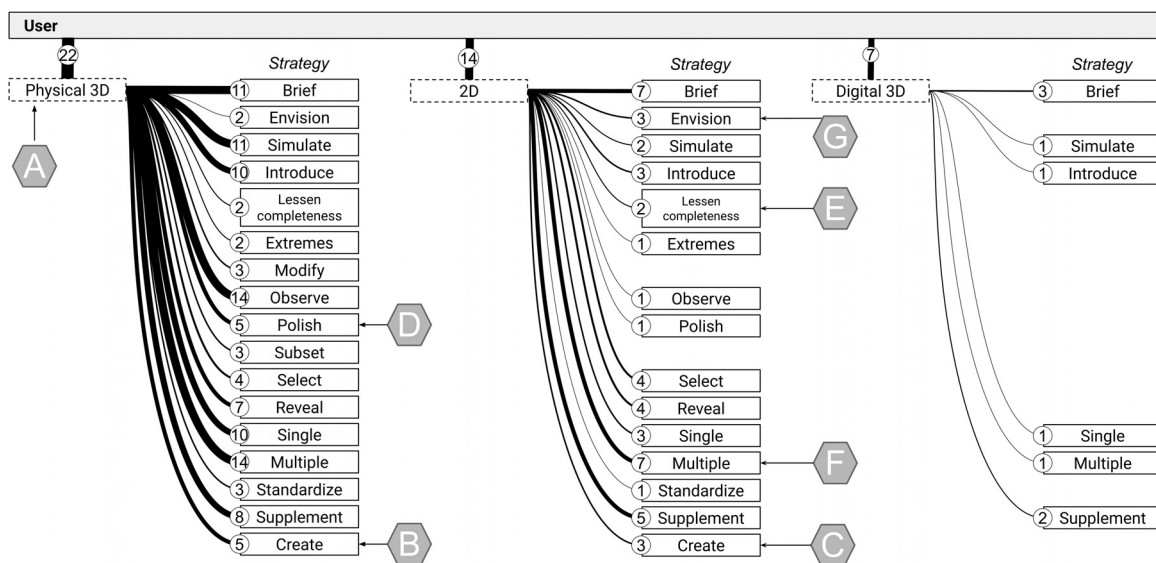 User
22
14
7
Physical 3D
Strategy
11 Brief
2 Envision
11 Simulate
10 Introduce
2 Lessen
completeness
2 Extremes
3 Modify
14 Observe
5 Polish
3 Subset
4 Select
7 Reveal
10 Single
14 Multiple
3 Standardize
8 Supplement
5 Create
A
D
B
2D
Strategy
7 Brief
3 Envision
2 Simulate
3 Introduce
2 Lessen
completeness
1 Extremes
1 Observe
1 Polish
4 Select
4 Reveal
3 Single
7 Multiple
1 Standardize
5 Supplement
3 Create
G
E
F
C
Digital 3D
Strategy
3 Brief
1 Simulate
1 Introduce
1 Single
1 Multiple
2 Supplement